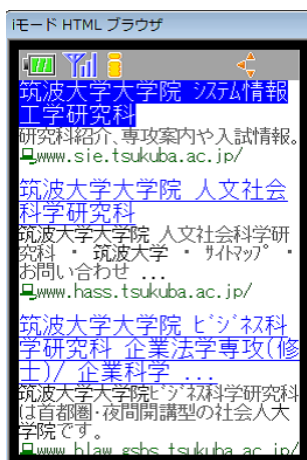 iモード HTML ブラウザ
筑波大学大学院 ｼｽﾃﾑ情報
工学研究科
研究科紹介､専攻案内や入試情報｡
www.sie.tsukuba.ac.jp/
筑波大学大学院 人文社会
科学研究科
筑波大学大学院 人文社会科学研
究科 ・ 筑波大学 ・ ｻｲﾄﾏｯﾌﾟ ・
お問い合わせ ...
www.hass.tsukuba.ac.jp/
筑波大学大学院 ﾋﾞｼﾞﾈｽ科
学研究科 企業法学専攻(修
士)/ 企業科学 ...
筑波大学大学院ﾋﾞｼﾞﾈｽ科学研究科
は首都圏･夜間開講型の社会人大
学院です｡
www.blaw.gsbs.tsukuba.ac.jp/